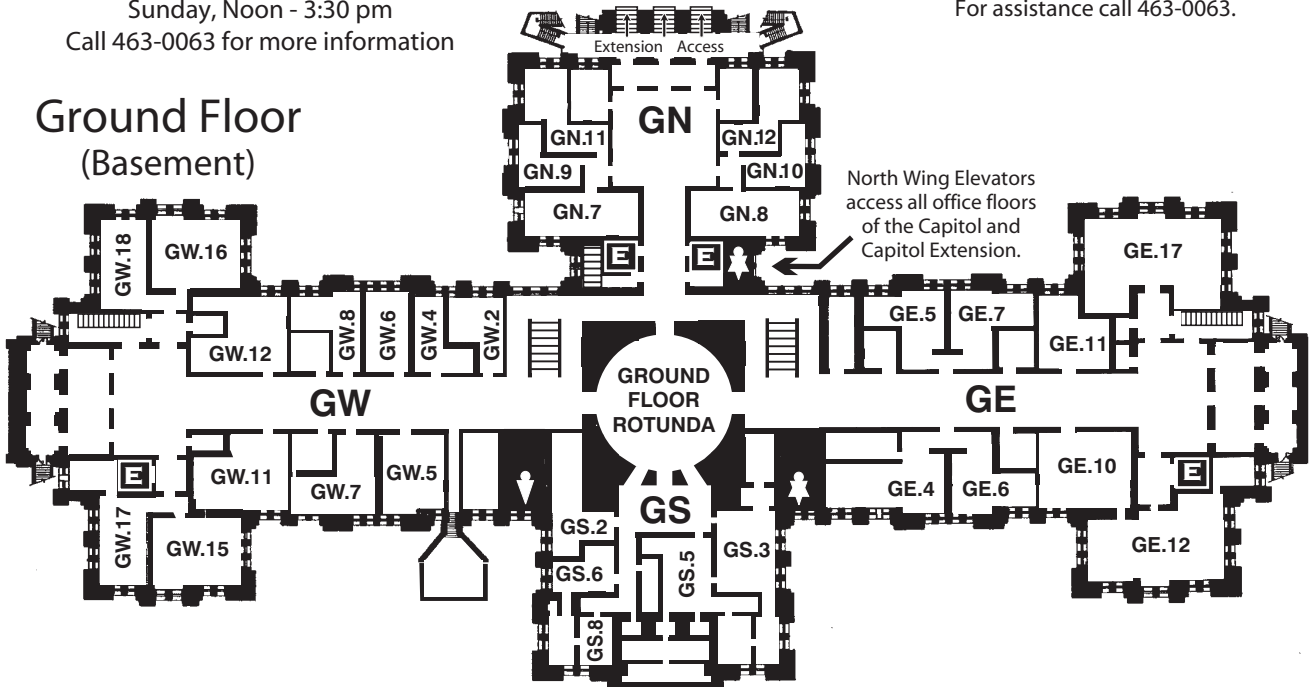 Sunday, Noon - 3:30 pm
Call 463-0063 for more information
For assistance call 463-0063.
Extension Access
Ground Floor
(Basement)
GN
GN.11
GN.12
GN.9
GN.10
GN.7
GN.8
E
E
North Wing Elevators
access all office floors
of the Capitol and
Capitol Extension.
GW.18
GW.16
GE.17
GW.12
GW.8
GW.6
GW.4
GW.2
GE.5
GE.7
GE.11
GROUND
FLOOR
ROTUNDA
GW
GE
E
GW.11
GW.7
GW.5
GE.4
GE.6
GE.10
E
GW.17
GW.15
GS
GS.2
GS.3
GS.5
GS.6
GS.8
GE.12